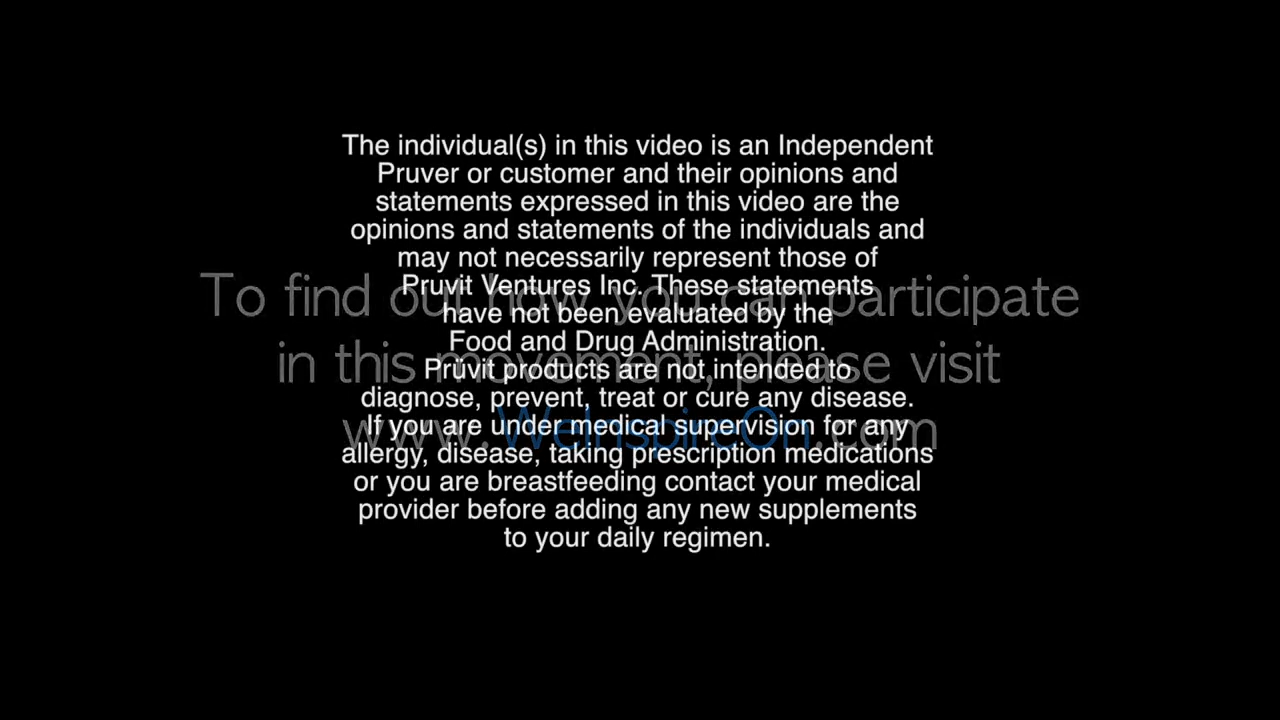 The individual(s) in this video is an Independent
Pruver or customer and their opinions and
statements expressed in this video are the
opinions and statements of the individuals and
may not necessarily represent those of
Pruvit Ventures Inc. These statements
have not been evaluated by the
Food and Drug Administration.
Prüvit products are not intended to
diagnose, prevent, treat or cure any disease.
If you are under medical supervision for any
allergy, disease, taking prescription medications
or you are breastfeeding contact your medical
provider before adding any new supplements
to your daily regimen.
To find out how you can participate
in this movement, please visit
www.WeInspireOn.com